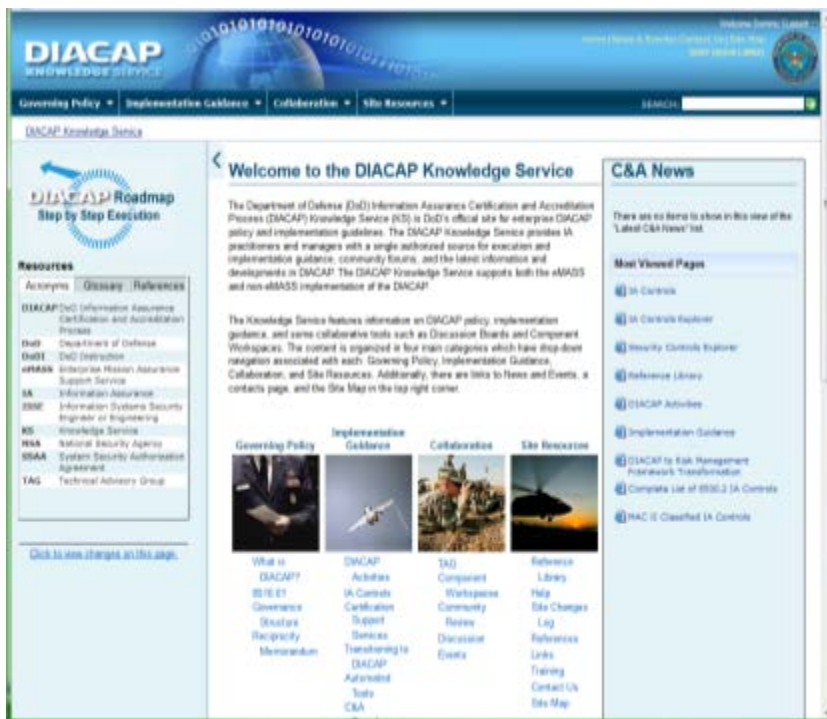 DIACAP
KNOWLEDGE SERVICE
Governing Policy
Implementation Guidance
Collaboration
Site Resources
SEARCH:
DIACAP Knowledge Service
DIACAP Roadmap
Step by Step Execution
Resources
Acronyms Glossary References
DIACAP DoD Information Assurance
Certification and Accreditation
Process
DoD Department of Defense
DoDI DoD Instruction
eMASS Enterprise Mission Assurance
Support Service
IA Information Assurance
ISSE Information Systems Security
Engineer or Engineering
KS Knowledge Service
NSA National Security Agency
SSAA System Security Authorization
Agreement
TAG Technical Advisory Group
Click to view changes on this page.
Welcome to the DIACAP Knowledge Service
The Department of Defense (DoD) Information Assurance Certification and Accreditation
Process (DIACAP) Knowledge Service (KS) is DoD's official site for enterprise DIACAP
policy and implementation guidelines. The DIACAP Knowledge Service provides IA
practitioners and managers with a single authorized source for execution and
implementation guidance, community forums, and the latest information and
developments in DIACAP. The DIACAP Knowledge Service supports both the eMASS
and non-eMASS implementation of the DIACAP.
The Knowledge Service features information on DIACAP policy, implementation
guidance, and some collaborative tools such as Discussion Boards and Component
Workspaces. The content is organized in four main categories which have drop down
navigation associated with each: Governing Policy, Implementation Guidance,
Collaboration, and Site Resources. Additionally, there are links to News and Events, a
contacts page, and the Site Map in the top right corner.
Governing Policy
What is
DIACAP?
8510.01
Governance
Structure
Reciprocity
Memorandum
Implementation
Guidance
DIACAP
Activities
IA Controls
Certification
Support
Services
Transitioning to
DIACAP
Automated
Tools
C&A
Collaboration
TAG
Component
Workspaces
Community
Review
Discussion
Events
Site Resources
Reference
Library
Help
Site Changes
Log
References
Links
Training
Contact Us
Site Map
C&A News
There are no items to show in this view of the
"Latest C&A News" list.
Most Viewed Pages
IA Controls
IA Controls Explorer
Security Controls Explorer
Reference Library
DIACAP Activities
Implementation Guidance
DIACAP to Risk Management
Framework Transformation
Complete List of 8500.2 IA Controls
MAC II Classified IA Controls